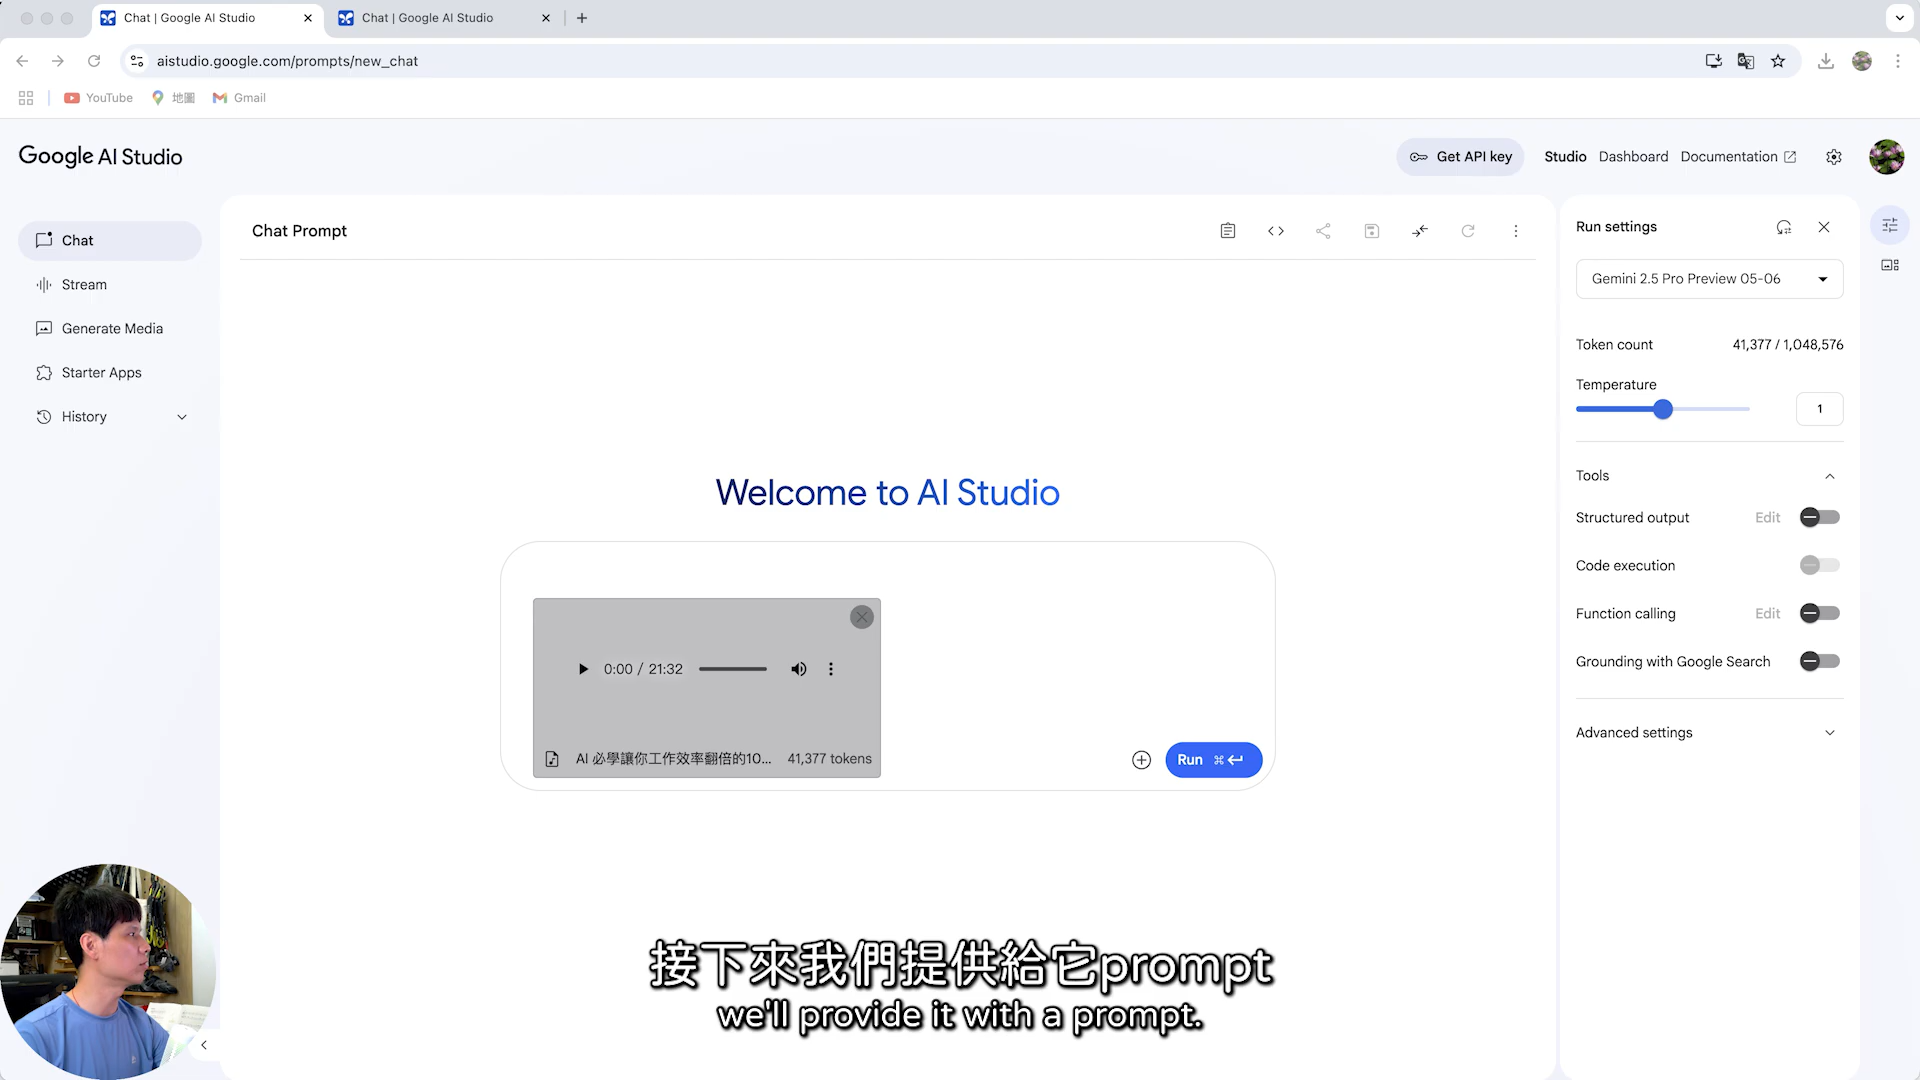 Chat | Google AI Studio
Chat | Google AI Studio
aistudio.google.com/prompts/new_chat
YouTube
地圖
Gmail
Google AI Studio
Get API key
Studio
Dashboard
Documentation
Chat
Stream
Generate Media
Starter Apps
History
Chat Prompt
Welcome to AI Studio
0:00 / 21:32
AI 必學讓你工作效率翻倍的10...
41,377 tokens
Run ⌘
Run settings
Gemini 2.5 Pro Preview 05-06
Token count
41,377 / 1,048,576
Temperature
1
Tools
Structured output
Edit
Code execution
Function calling
Edit
Grounding with Google Search
Advanced settings
接下來我們提供給它prompt
we'll provide it with a prompt.